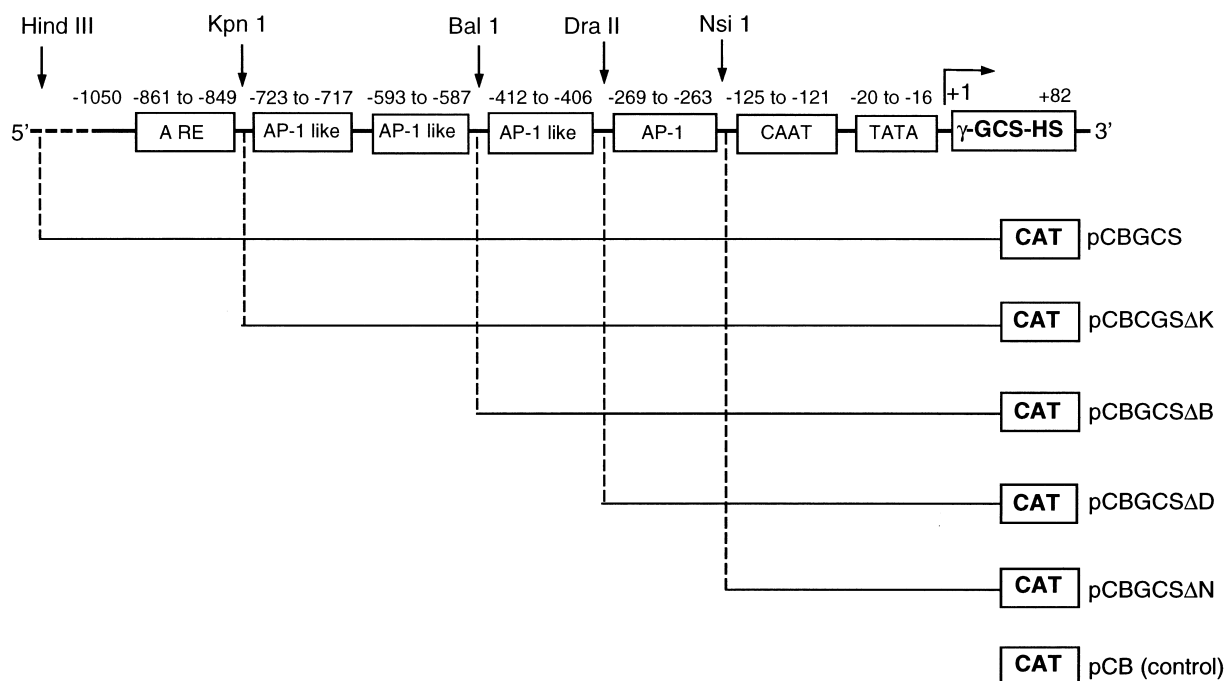 Hind III Kpn 1 Bal 1 Dra II Nsi 1
-1050 -861 to -849 -723 to -717 -593 to -587 -412 to -406 -269 to -263 -125 to -121 -20 to -16 +1 +82
5' A RE AP-1 like AP-1 like AP-1 like AP-1 CAAT TATA γ-GCS-HS 3'
CAT pCBGCS
CAT pCBCGSΔK
CAT pCBGCSΔB
CAT pCBGCSΔD
CAT pCBGCSΔN
CAT pCB (control)